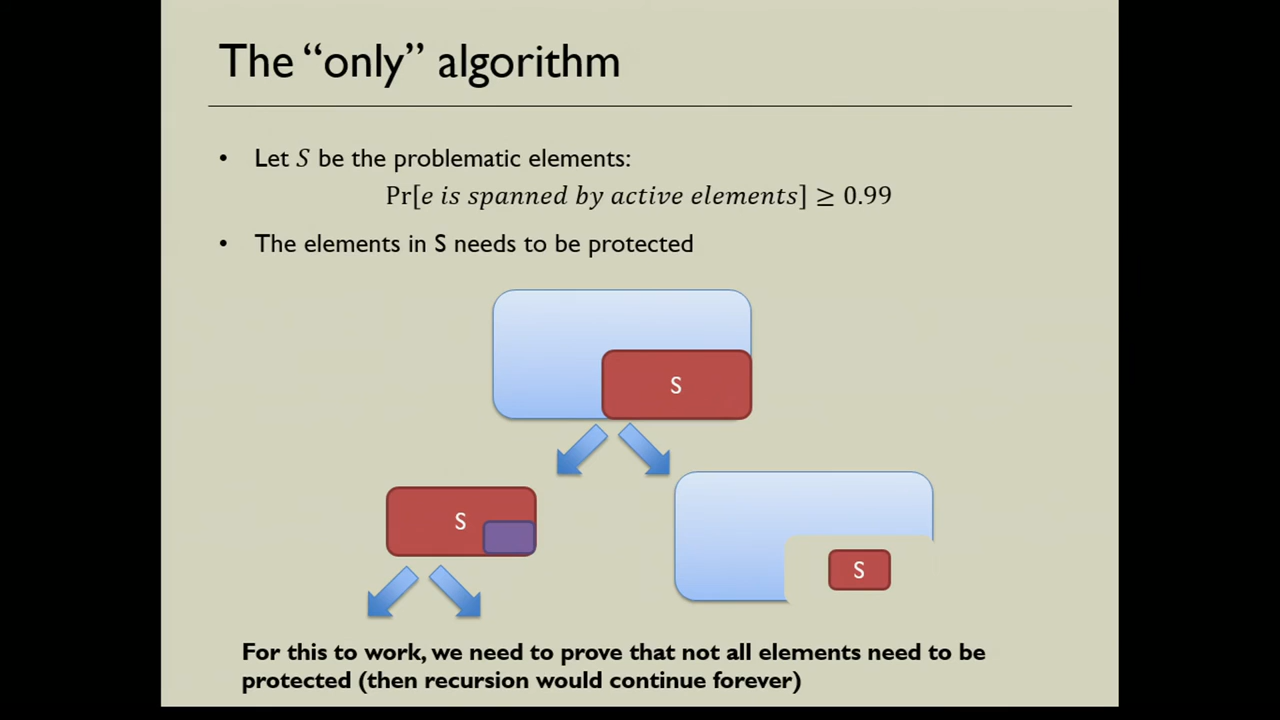 The “only” algorithm
• Let 𝑆 be the problematic elements:
Pr[𝑒 𝑖𝑠 𝑠𝑝𝑎𝑛𝑛𝑒𝑑 𝑏𝑦 𝑎𝑐𝑡𝑖𝑣𝑒 𝑒𝑙𝑒𝑚𝑒𝑛𝑡𝑠] ≥ 0.99
• The elements in S needs to be protected
S
S
S
For this to work, we need to prove that not all elements need to be
protected (then recursion would continue forever)